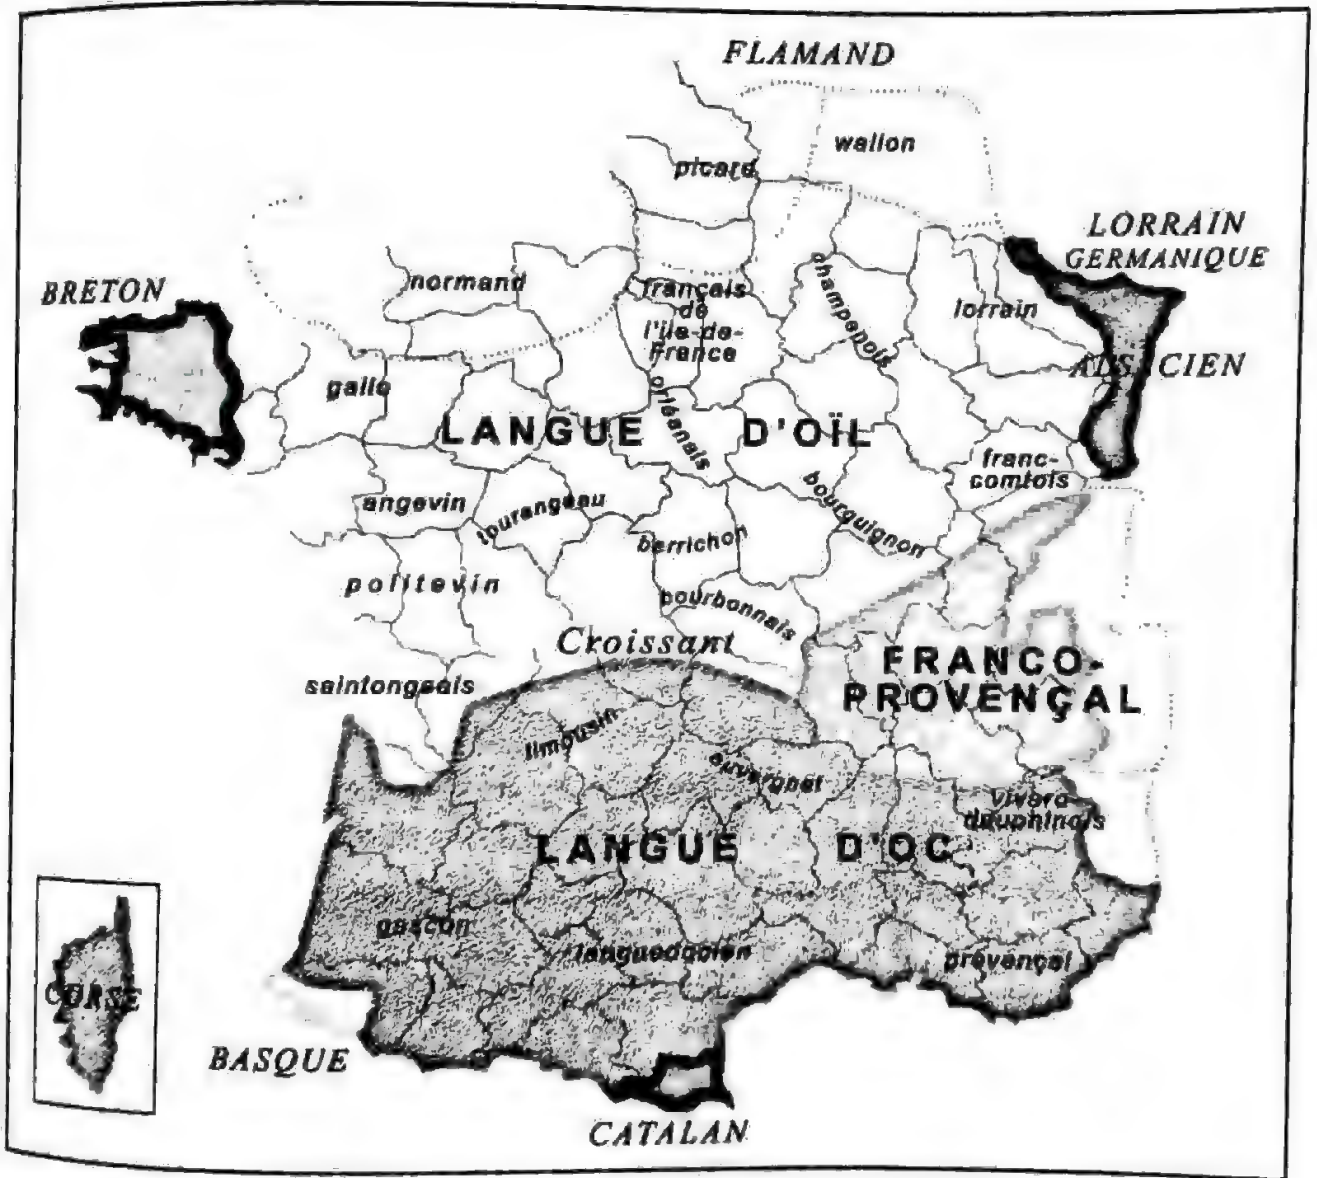 FLAMAND
wallon
picard
LORRAIN
GERMANIQUE
BRETON
normand
français
de
l'île-de-
France
champenois
lorrain
ALSACIEN
gallo
orléanais
LANGUE D'OÏL
franc-
comtois
angevin
tourangeau
bourguignon
berrichon
poitevin
bourbonnais
Croissant
FRANCO-
PROVENÇAL
saintongeais
limousin
auvergnat
vivaro-
dauphinois
LANGUE D'OC
gascon
languedocien
provençal
CORSE
BASQUE
CATALAN